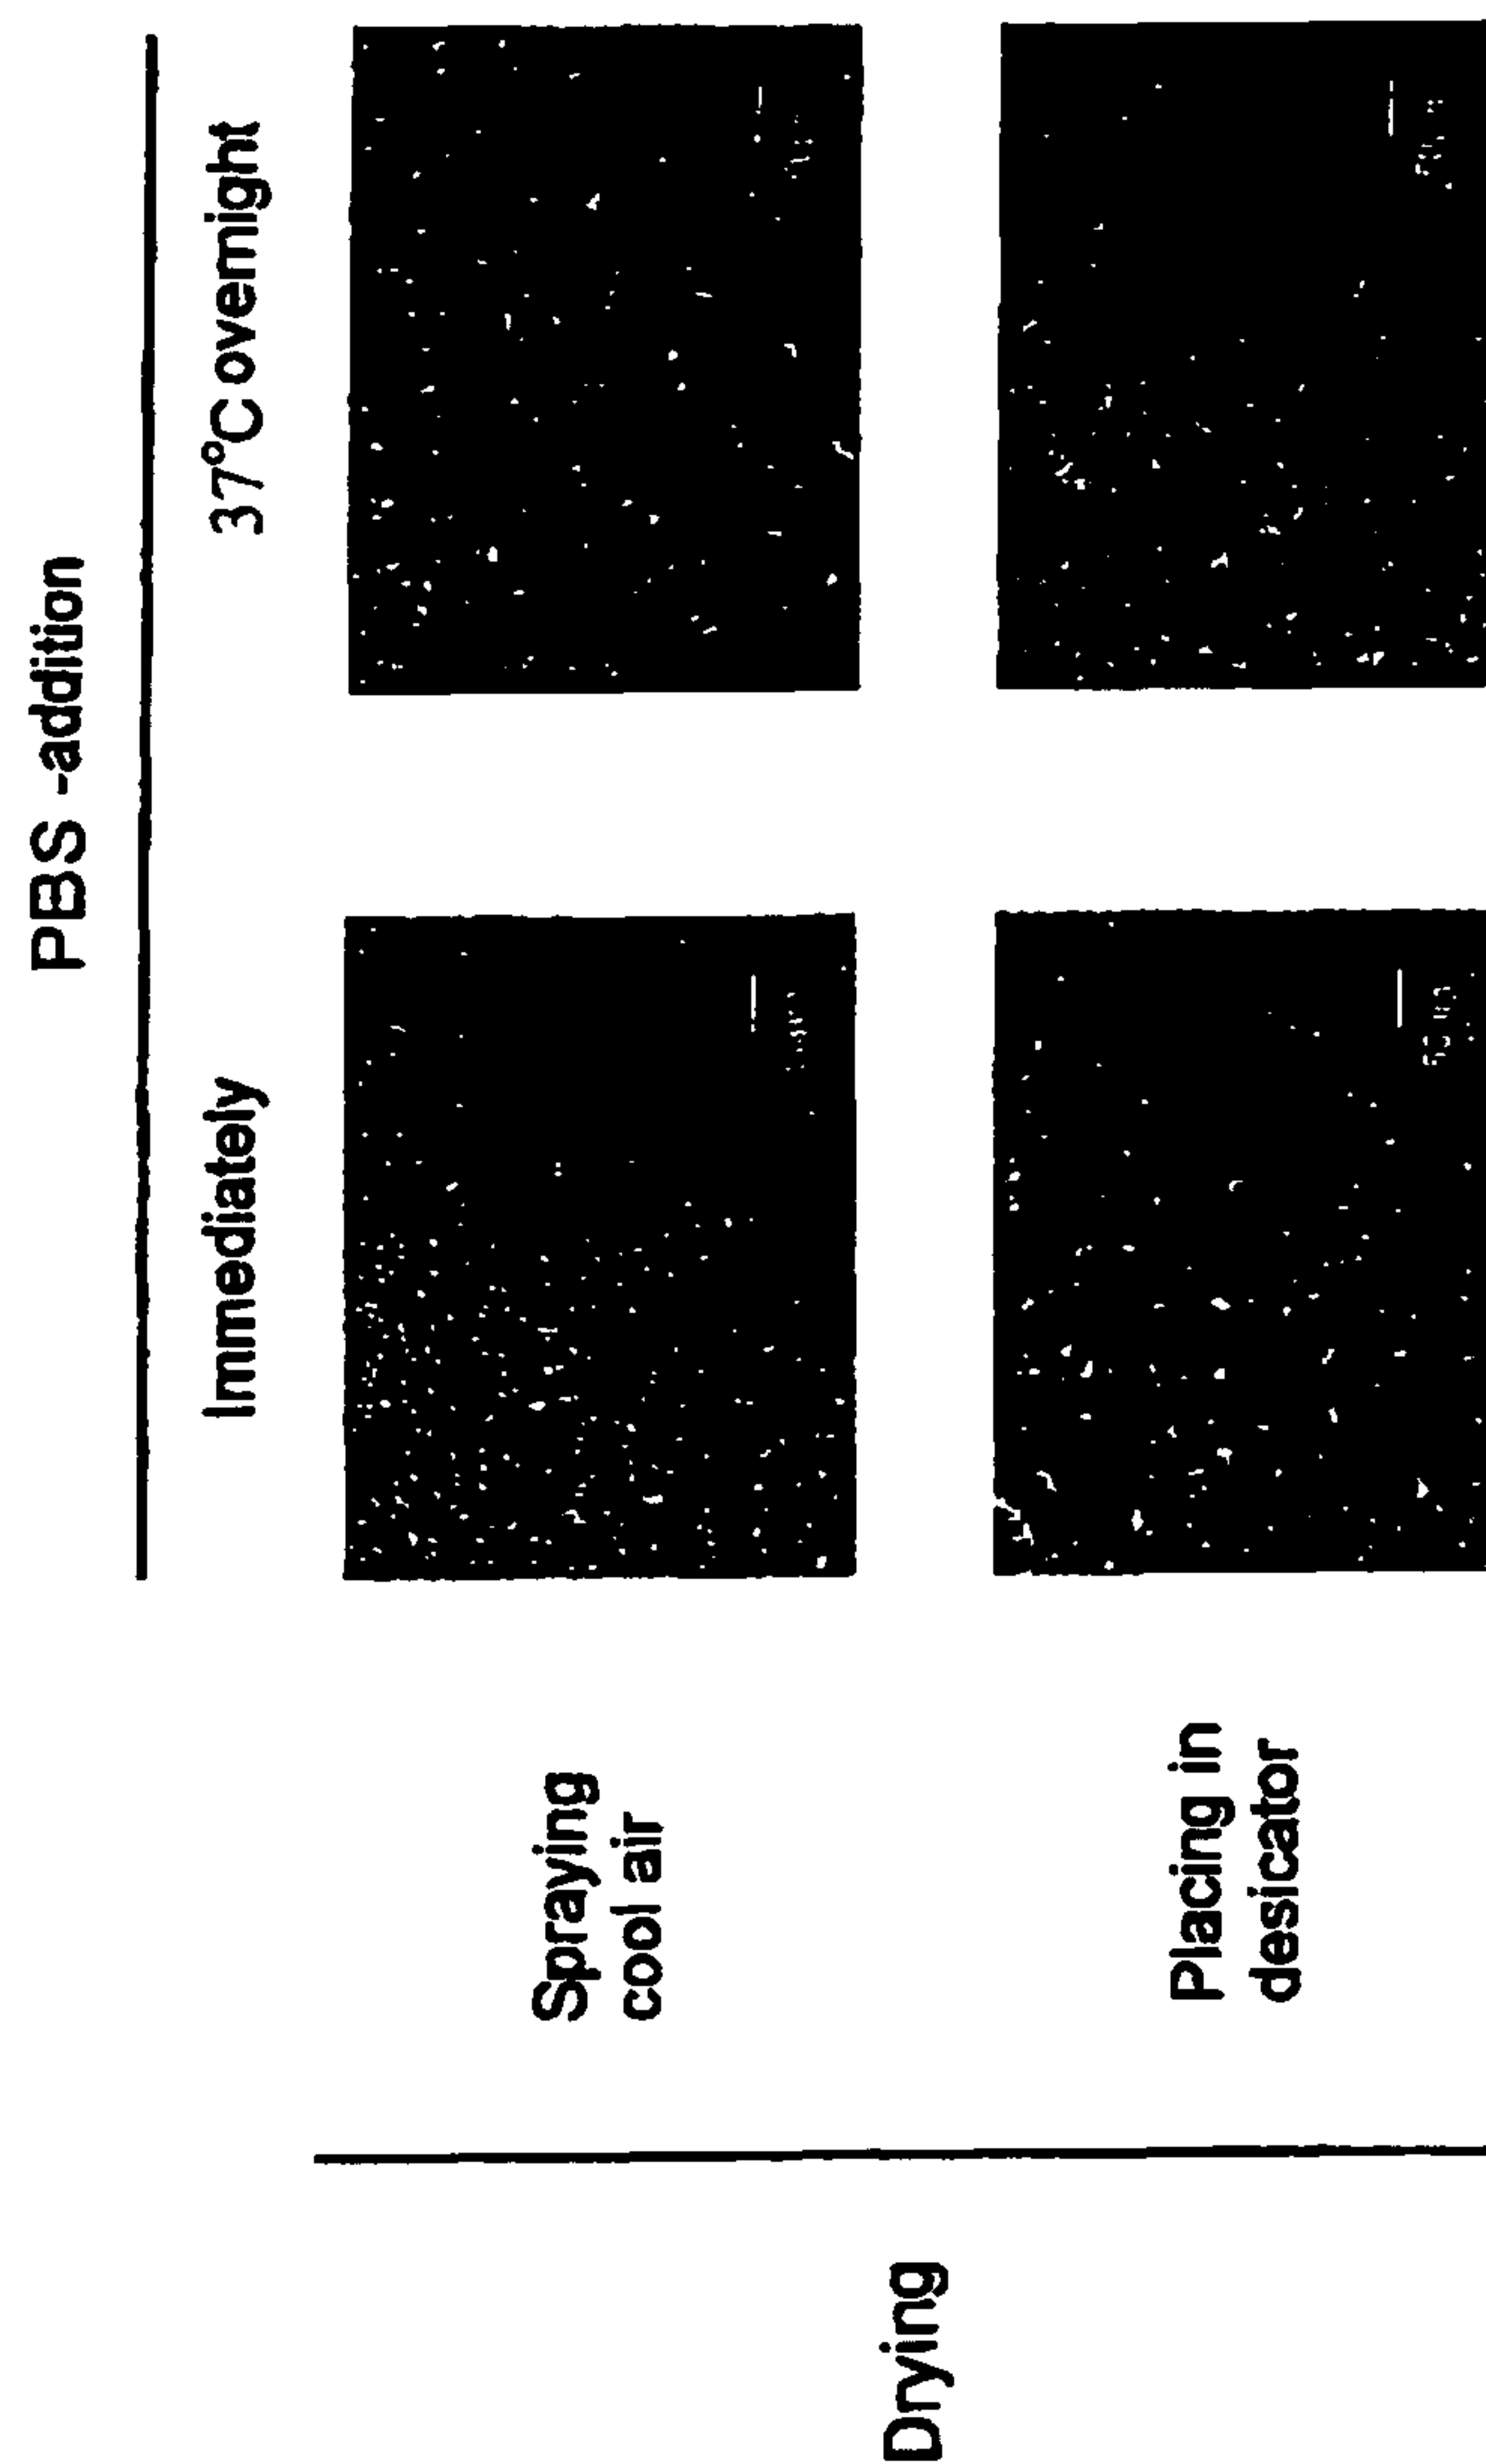 PBS -addition
Immediately
37°C overnight
Drying
Spraying
cool air
Placing in
desicator